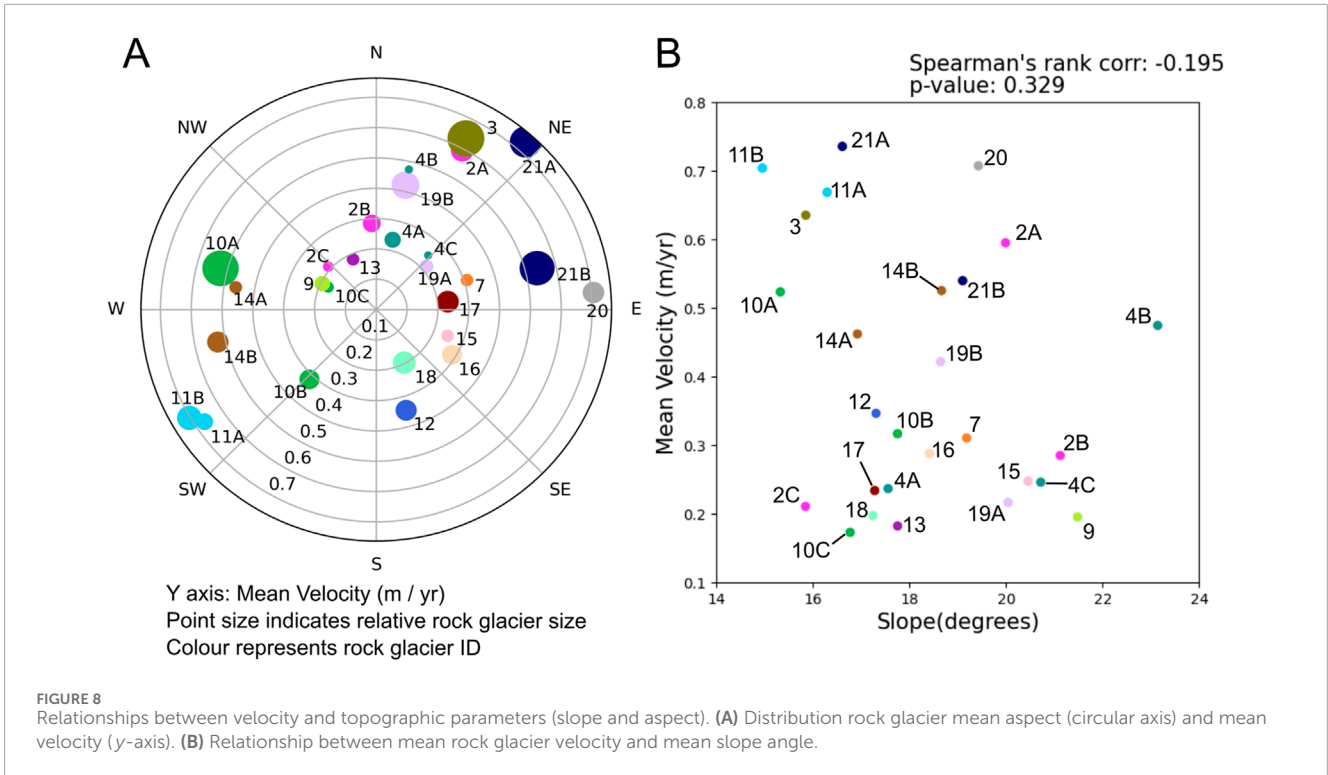 A
N
NW
NE
3
2A
21A
4B
19B
2B
4A
4C
2C
13
19A
10A
9
10C
7
21B
14A
W
17
20
E
0.1
15
14B
0.2
16
18
10B
0.3
11B
0.4
12
11A
0.5
0.6
SW
0.7
SE
S
Y axis: Mean Velocity (m / yr)
Point size indicates relative rock glacier size
Colour represents rock glacier ID
B
Spearman's rank corr: -0.195
p-value: 0.329
Mean Velocity (m/yr)
0.8
0.7
0.6
0.5
0.4
0.3
0.2
0.1
21A
11B
20
11A
3
2A
14B
21B
10A
4B
14A
19B
12
10B
7
17
16
2B
15
4C
4A
2C
18
13
19A
9
10C
14 16 18 20 22 24
Slope(degrees)
FIGURE 8
Relationships between velocity and topographic parameters (slope and aspect). (A) Distribution rock glacier mean aspect (circular axis) and mean
velocity (y-axis). (B) Relationship between mean rock glacier velocity and mean slope angle.